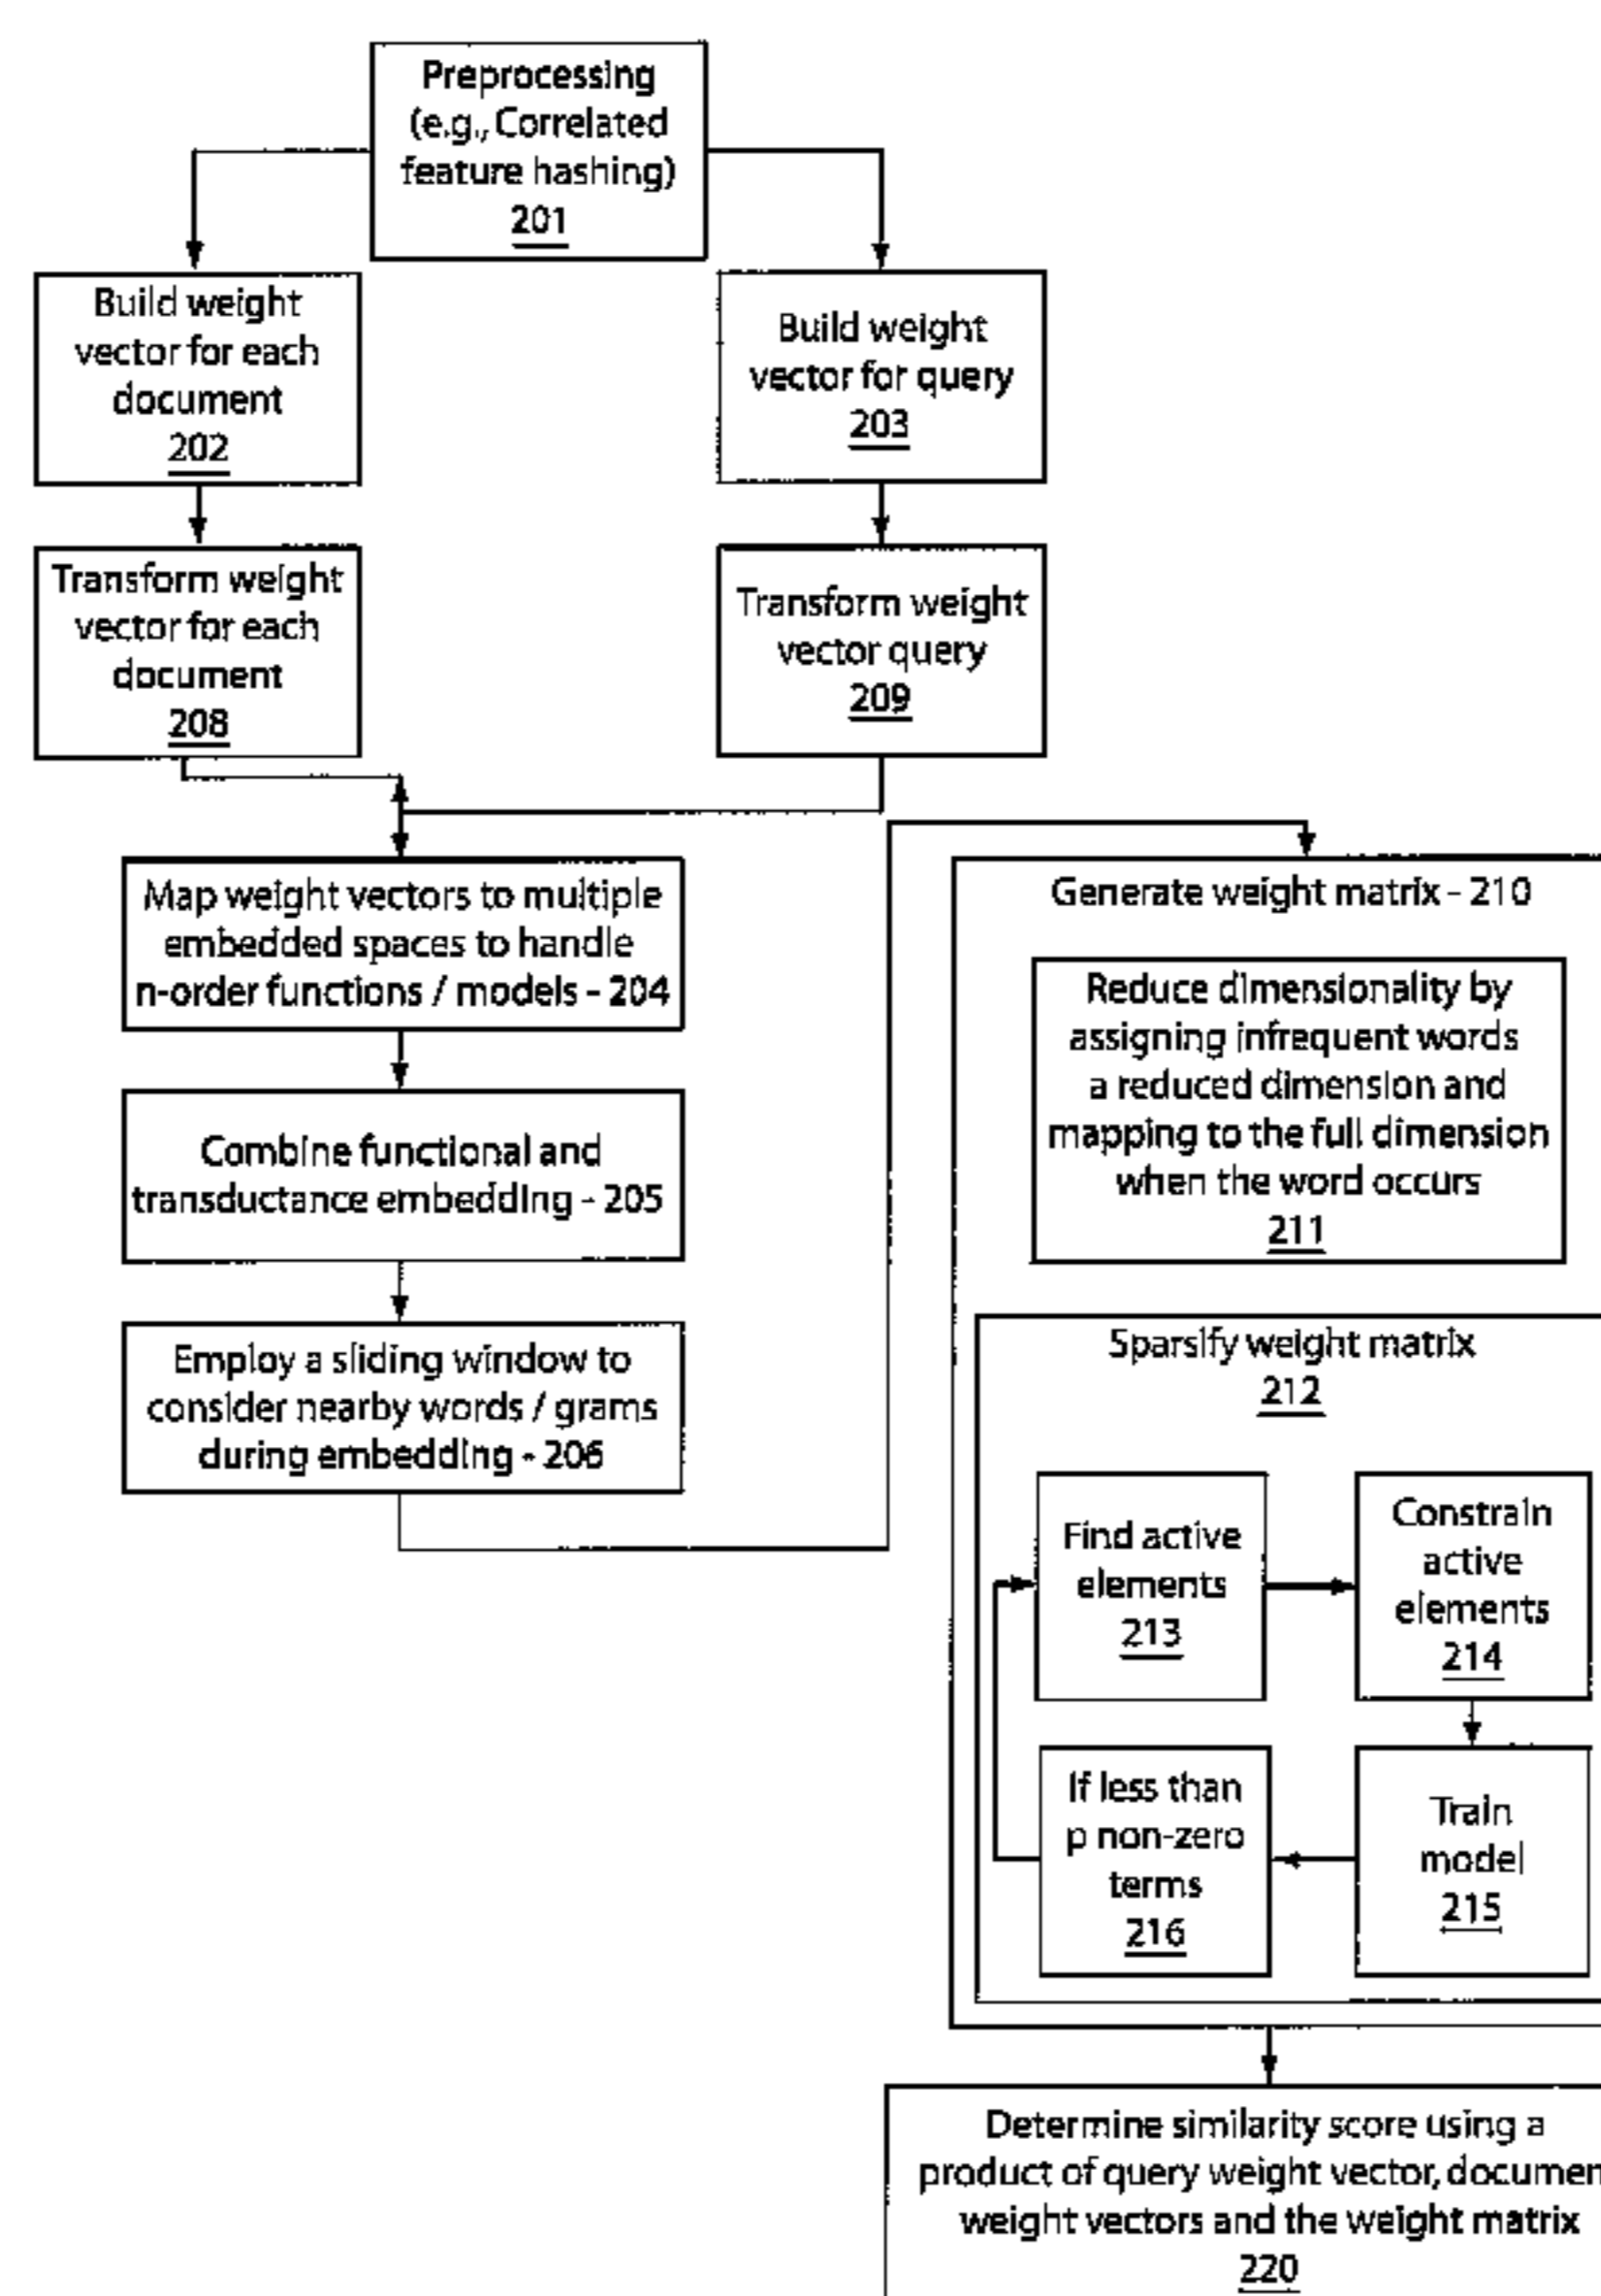 Preprocessing
(e.g., Correlated
feature hashing)
201
Build weight
vector for each
document
202
Build weight
vector for query
203
Transform weight
vector for each
document
208
Transform weight
vector query
209
Map weight vectors to multiple
embedded spaces to handle
n-order functions / models - 204
Combine functional and
transductance embedding - 205
Employ a sliding window to
consider nearby words / grams
during embedding - 206
Generate weight matrix - 210
Reduce dimensionality by
assigning infrequent words
a reduced dimension and
mapping to the full dimension
when the word occurs
211
Sparsify weight matrix
212
Find active
elements
213
Constrain
active
elements
214
If less than
p non-zero
terms
216
Train
model
215
Determine similarity score using a
product of query weight vector, documen
weight vectors and the weight matrix
220